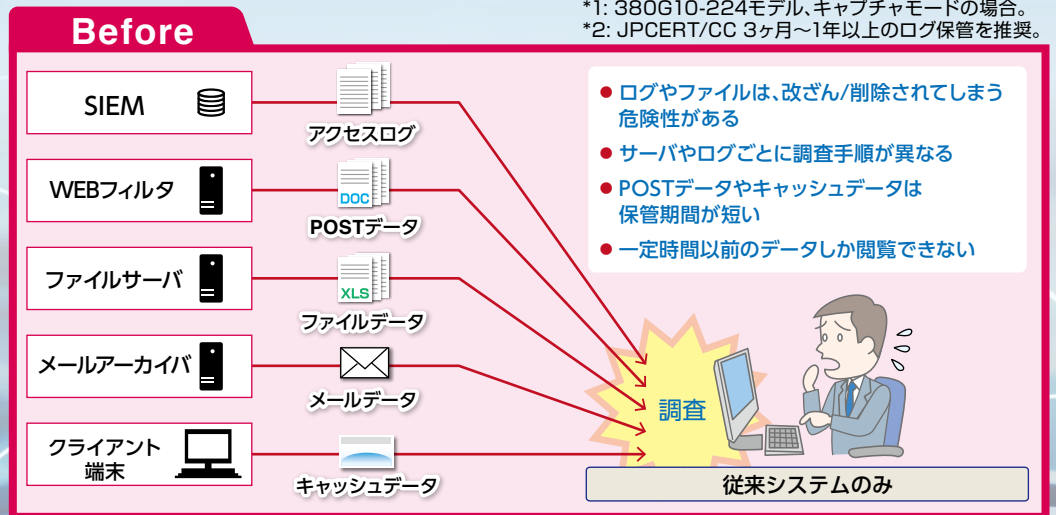 *1: 380G10-224モデル、キャプチャモードの場合。
*2: JPCERT/CC 3ヶ月～1年以上のログ保管を推奨。
Before
SIEM
アクセスログ
WEBフィルタ
DOC
POSTデータ
ファイルサーバ
XLS
ファイルデータ
メールアーカイバ
メールデータ
クライアント
端末
キャッシュデータ
● ログやファイルは、改ざん/削除されてしまう
危険性がある
● サーバやログごとに調査手順が異なる
● POSTデータやキャッシュデータは
保管期間が短い
● 一定時間以前のデータしか閲覧できない
調査
従来システムのみ